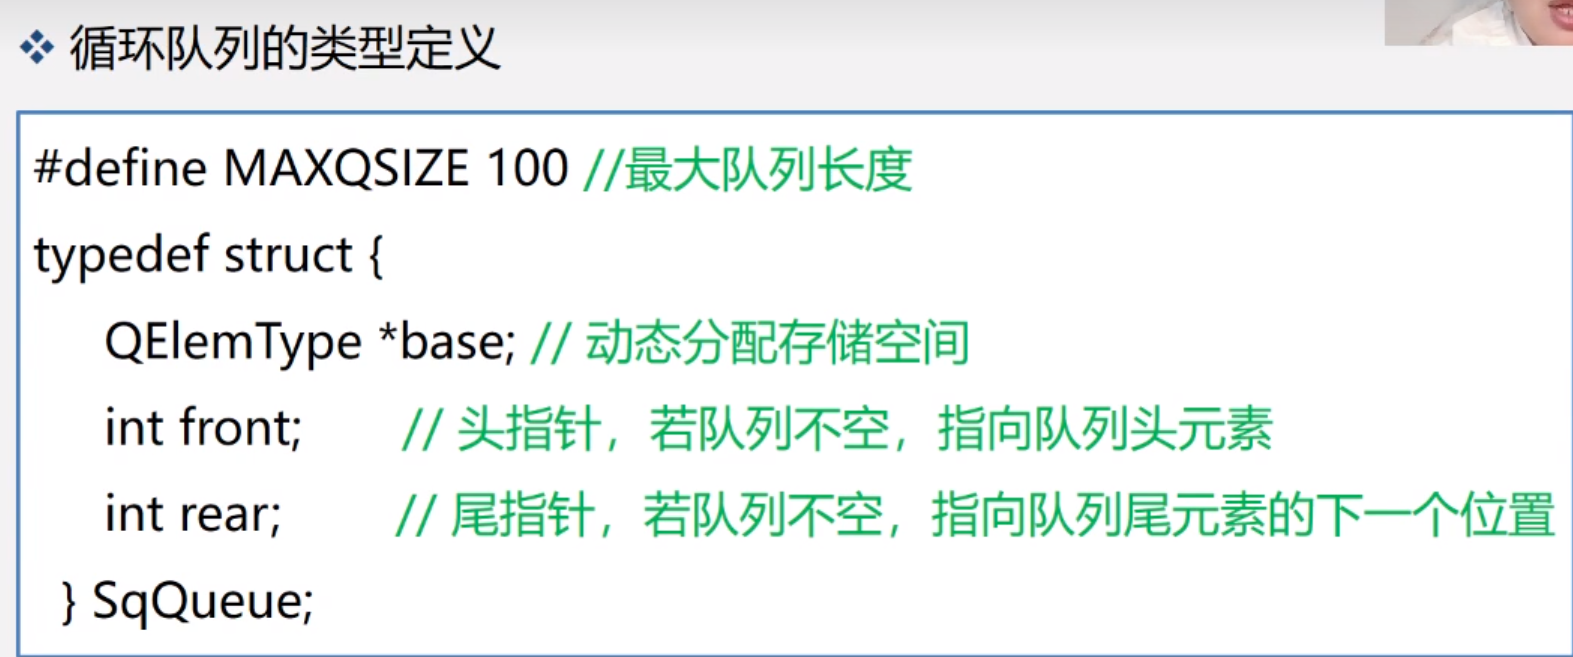 循环队列的类型定义
#define MAXQSIZE 100 //最大队列长度
typedef struct {
QElemType *base; // 动态分配存储空间
int front; // 头指针，若队列不空，指向队列头元素
int rear; // 尾指针，若队列不空，指向队列尾元素的下一个位置
} SqQueue;